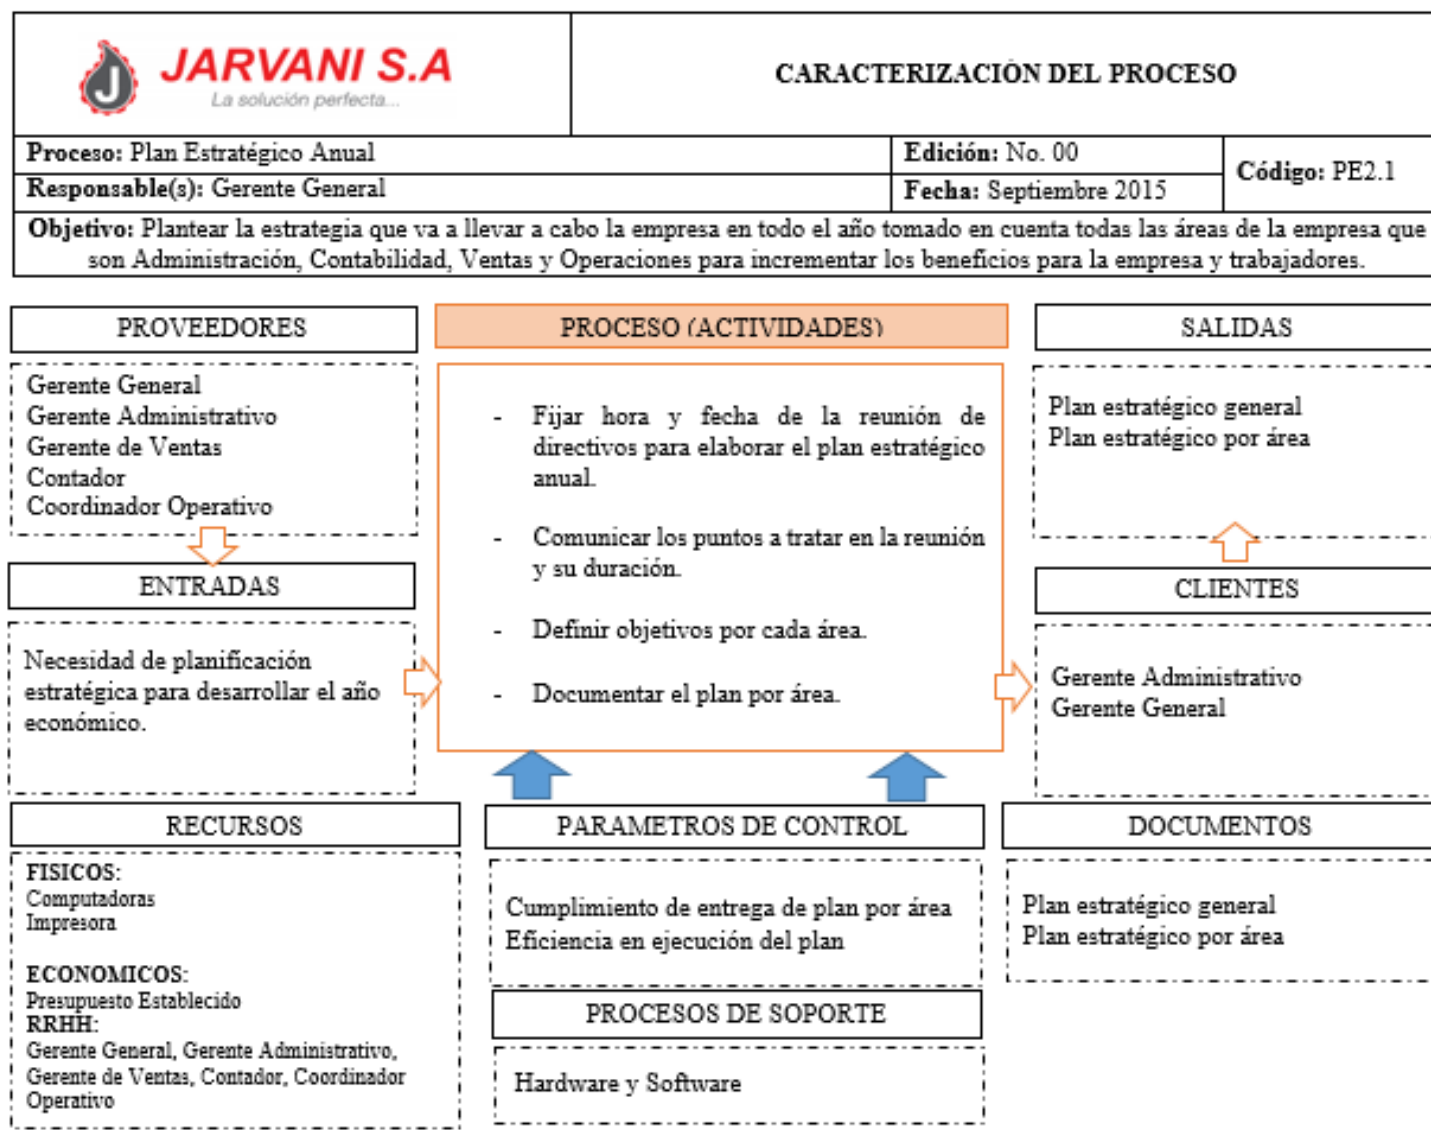 J
JARVANI S.A
La solución perfecta...
CARACTERIZACIÓN DEL PROCESO
Proceso: Plan Estratégico Anual
Edición: No. 00
Código: PE2.1
Responsable(s): Gerente General
Fecha: Septiembre 2015
Objetivo: Plantear la estrategia que va a llevar a cabo la empresa en todo el año tomado en cuenta todas las áreas de la empresa que
son Administración, Contabilidad, Ventas y Operaciones para incrementar los beneficios para la empresa y trabajadores.
PROVEEDORES
Gerente General
Gerente Administrativo
Gerente de Ventas
Contador
Coordinador Operativo
ENTRADAS
Necesidad de planificación
estratégica para desarrollar el año
económico.
PROCESO (ACTIVIDADES)
- Fijar hora y fecha de la reunión de
directivos para elaborar el plan estratégico
anual.
- Comunicar los puntos a tratar en la reunión
y su duración.
- Definir objetivos por cada área.
- Documentar el plan por área.
SALIDAS
Plan estratégico general
Plan estratégico por área
CLIENTES
Gerente Administrativo
Gerente General
RECURSOS
FISICOS:
Computadoras
Impresora
ECONOMICOS:
Presupuesto Establecido
RRHH:
Gerente General, Gerente Administrativo,
Gerente de Ventas, Contador, Coordinador
Operativo
PARAMETROS DE CONTROL
Cumplimiento de entrega de plan por área
Eficiencia en ejecución del plan
PROCESOS DE SOPORTE
Hardware y Software
DOCUMENTOS
Plan estratégico general
Plan estratégico por área